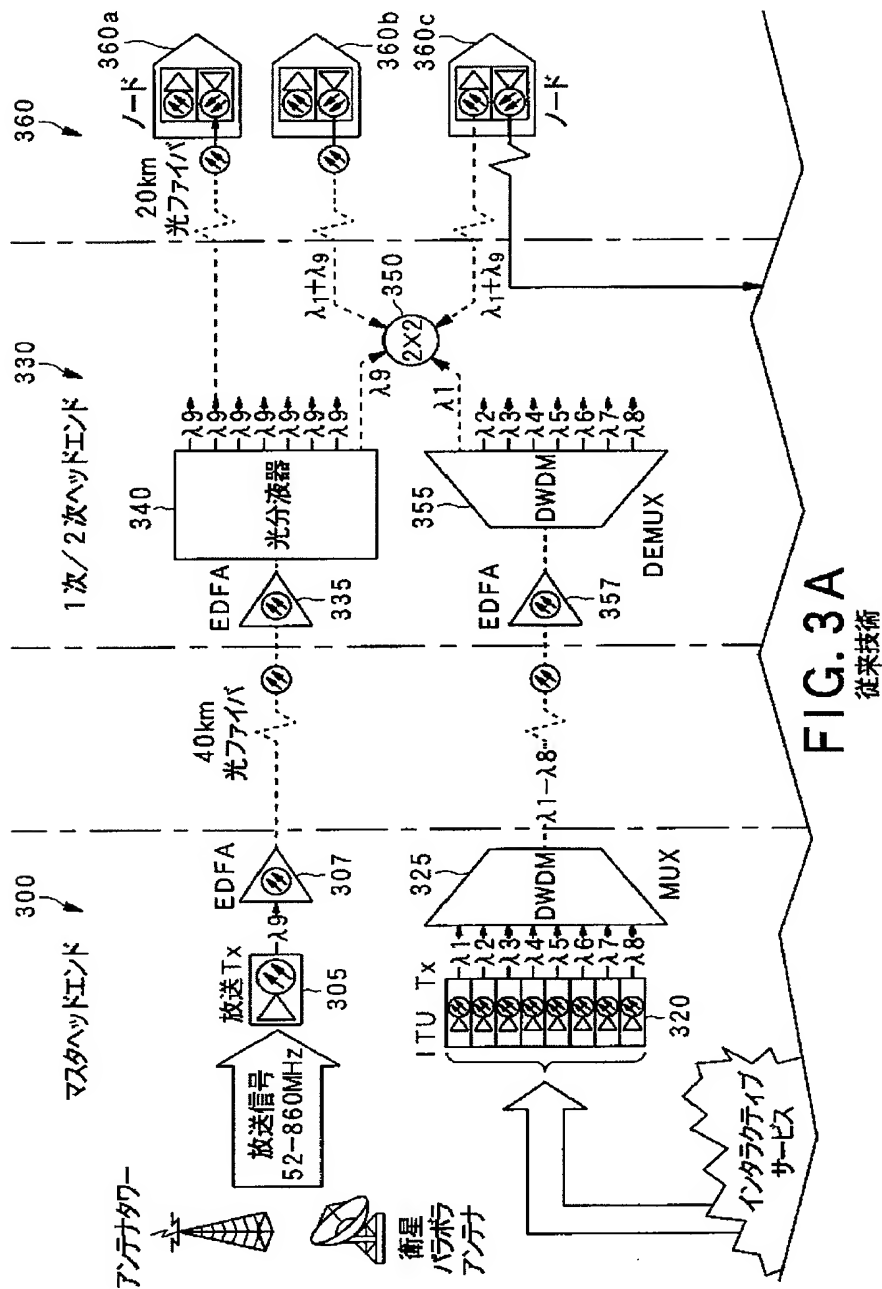 300
330
360
マスタヘッドエンド
1次/2次ヘッドエンド
アンテナタワー
衛星
パラボラ
アンテナ
放送信号
52-860MHz
放送Tx
305
λ9
EDFA
307
40km
光ファイバ
EDFA
335
340
光分液器
λ9
λ9
λ9
λ9
λ9
λ9
λ9
λ9
20km
光ファイバ
ノード
360a
360b
360c
ノード
λ1+λ9
350
2X2
λ1+λ9
インタラクティブ
サービス
ITU Tx
320
λ1
λ2
λ3
λ4
λ5
λ6
λ7
λ8
325
DWDM
MUX
λ1-λ8
EDFA
357
355
DWDM
DEMUX
λ1
λ2
λ3
λ4
λ5
λ6
λ7
λ8
FIG. 3A
従来技術